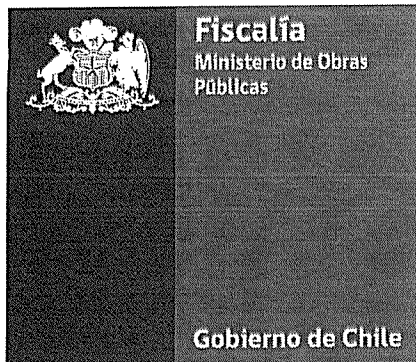 Fiscalía
Ministerio de Obras
Públicas
Gobierno de Chile